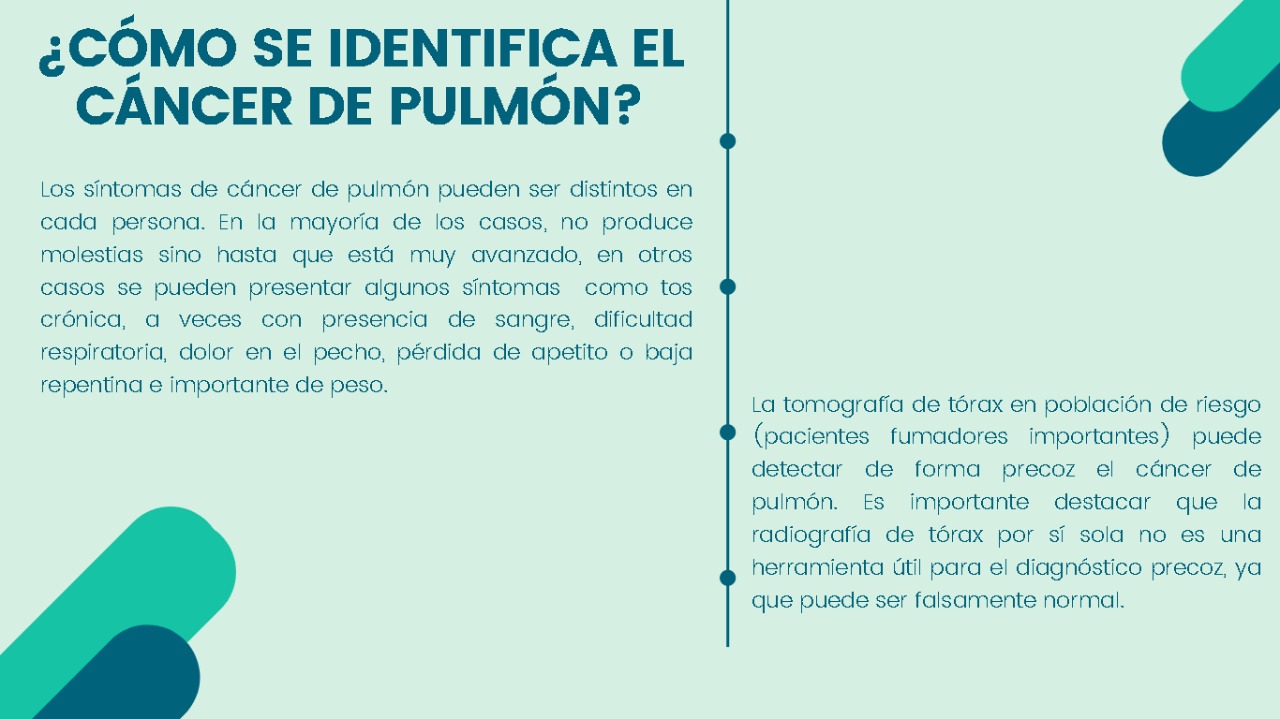 ¿CÓMO SE IDENTIFICA EL
CÁNCER DE PULMÓN?
Los síntomas de cáncer de pulmón pueden ser distintos en
cada persona. En la mayoría de los casos, no produce
molestias sino hasta que está muy avanzado, en otros
casos se pueden presentar algunos síntomas como tos
crónica, a veces con presencia de sangre, dificultad
respiratoria, dolor en el pecho, pérdida de apetito o baja
repentina e importante de peso.
La tomografía de tórax en población de riesgo
(pacientes fumadores importantes) puede
detectar de forma precoz el cáncer de
pulmón. Es importante destacar que la
radiografía de tórax por sí sola no es una
herramienta útil para el diagnóstico precoz, ya
que puede ser falsamente normal.